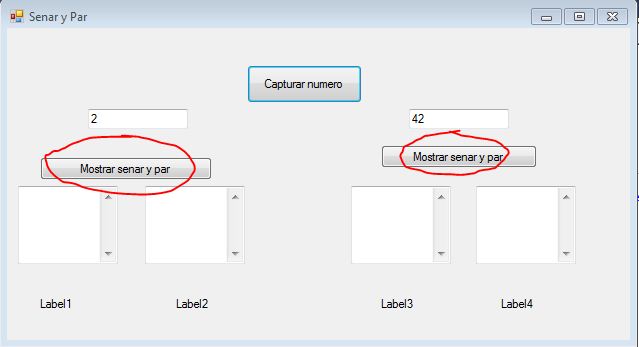 Senar y Par
Capturar numero
2
42
Mostrar senar y par
Mostrar senar y par
Label1
Label2
Label3
Label4